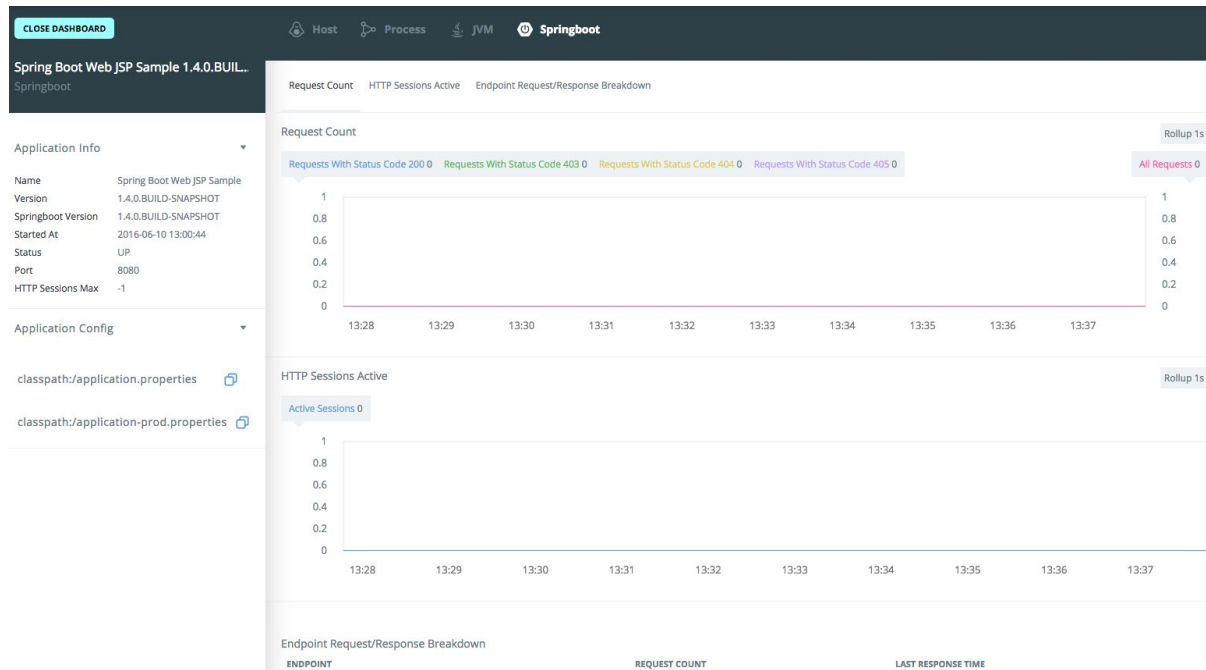 CLOSE DASHBOARD
Host Process JVM Springboot
Spring Boot Web JSP Sample 1.4.0.BUIL...
Springboot
Application Info
Name Spring Boot Web JSP Sample
Version 1.4.0.BUILD-SNAPSHOT
Springboot Version 1.4.0.BUILD-SNAPSHOT
Started At 2016-06-10 13:00:44
Status UP
Port 8080
HTTP Sessions Max -1
Application Config
classpath:/application.properties
classpath:/application-prod.properties
Request Count HTTP Sessions Active Endpoint Request/Response Breakdown
Request Count Rollup 1s
Requests With Status Code 200 0 Requests With Status Code 403 0 Requests With Status Code 404 0 Requests With Status Code 405 0 All Requests 0
1 1
0.8 0.8
0.6 0.6
0.4 0.4
0.2 0.2
0 0
13:28 13:29 13:30 13:31 13:32 13:33 13:34 13:35 13:36 13:37
HTTP Sessions Active Rollup 1s
Active Sessions 0
1
0.8
0.6
0.4
0.2
0
13:28 13:29 13:30 13:31 13:32 13:33 13:34 13:35 13:36 13:37
Endpoint Request/Response Breakdown
ENDPOINT REQUEST COUNT LAST RESPONSE TIME